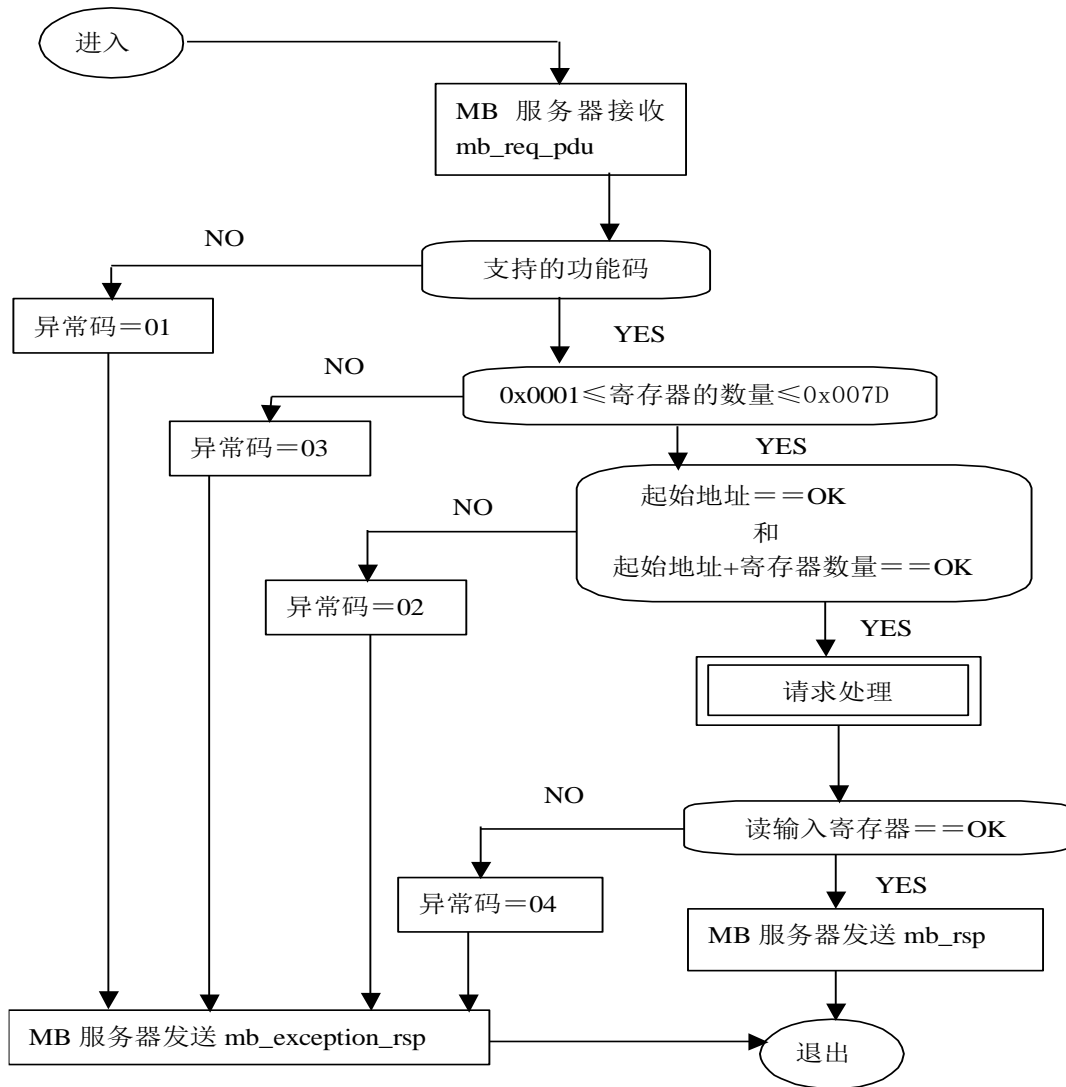 进入
MB 服务器接收
mb_req_pdu
NO
支持的功能码
异常码＝01
YES
NO
0x0001≤寄存器的数量≤0x007D
异常码＝03
YES
起始地址＝＝OK
NO
和
起始地址+寄存器数量＝＝OK
异常码＝02
YES
请求处理
NO
读输入寄存器＝＝OK
YES
异常码＝04
MB 服务器发送 mb_rsp
MB 服务器发送 mb_exception_rsp
退出